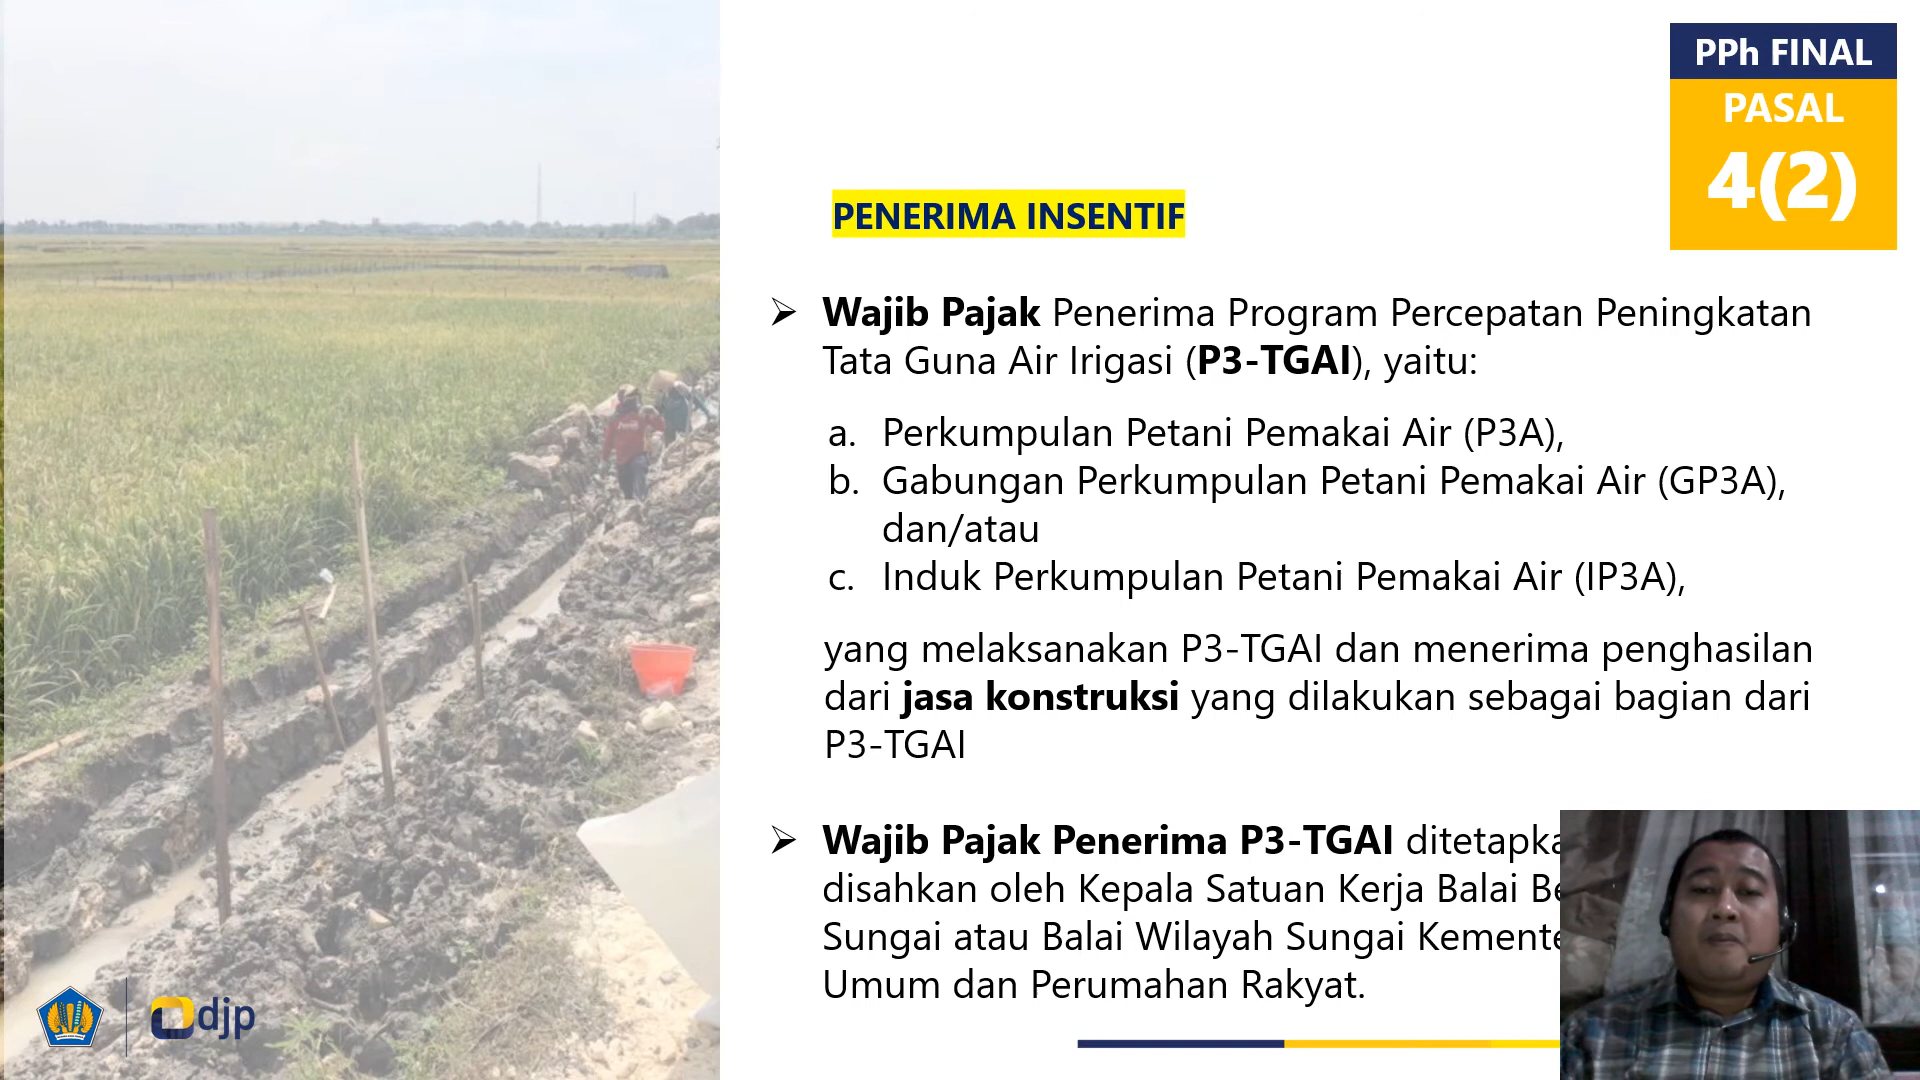 PPh FINAL
PASAL
4(2)
PENERIMA INSENTIF
➢ Wajib Pajak Penerima Program Percepatan Peningkatan
Tata Guna Air Irigasi (P3-TGAI), yaitu:
a. Perkumpulan Petani Pemakai Air (P3A),
b. Gabungan Perkumpulan Petani Pemakai Air (GP3A),
dan/atau
c. Induk Perkumpulan Petani Pemakai Air (IP3A),
yang melaksanakan P3-TGAI dan menerima penghasilan
dari jasa konstruksi yang dilakukan sebagai bagian dari
P3-TGAI
➢ Wajib Pajak Penerima P3-TGAI
disahkan oleh Kepala Satuan Kerja Balai
Sungai atau Balai Wilayah Sungai
Umum dan Perumahan Rakyat.
djp